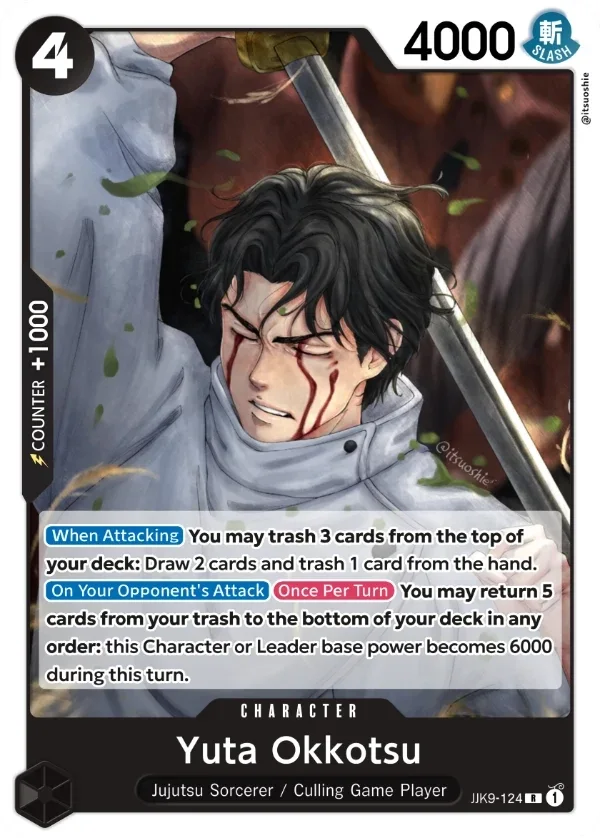 4
4000
斬
SLASH
@itsuoshie
COUNTER +1000
@itsuoshie
When Attacking You may trash 3 cards from the top of
your deck: Draw 2 cards and trash 1 card from the hand.
On Your Opponent's Attack Once Per Turn You may return 5
cards from your trash to the bottom of your deck in any
order: this Character or Leader base power becomes 6000
during this turn.
CHARACTER
Yuta Okkotsu
Jujutsu Sorcerer / Culling Game Player
JJK9-124 R 1